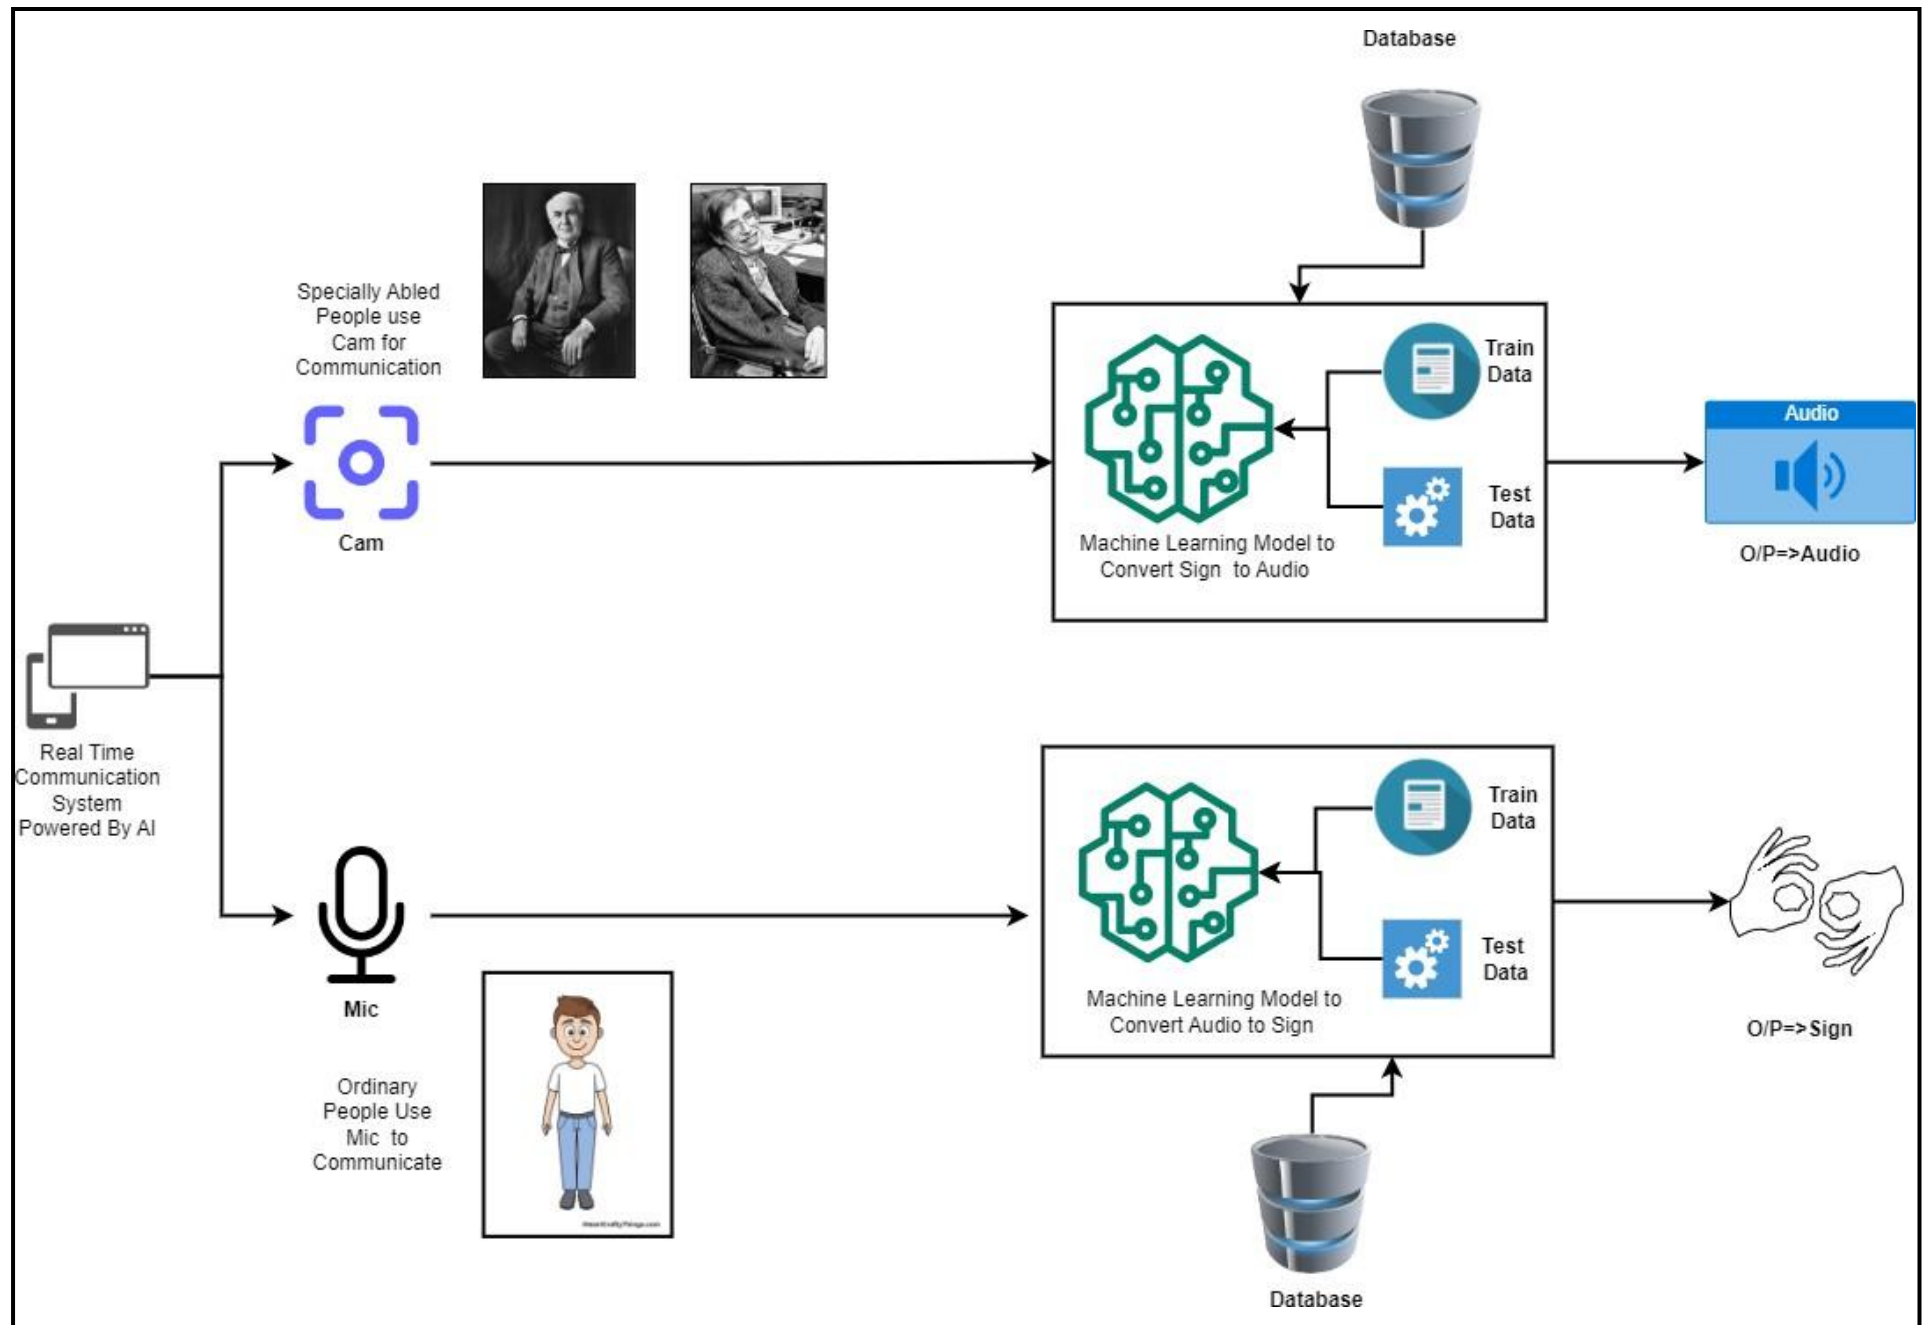 Database
Specially Abled
People use
Cam for
Communication
Train
Data
Test
Data
Machine Learning Model to
Convert Sign to Audio
Audio
O/P=>Audio
Cam
Real Time
Communication
System
Powered By AI
Mic
Ordinary
People Use
Mic to
Communicate
Train
Data
Test
Data
Machine Learning Model to
Convert Audio to Sign
O/P=>Sign
Database